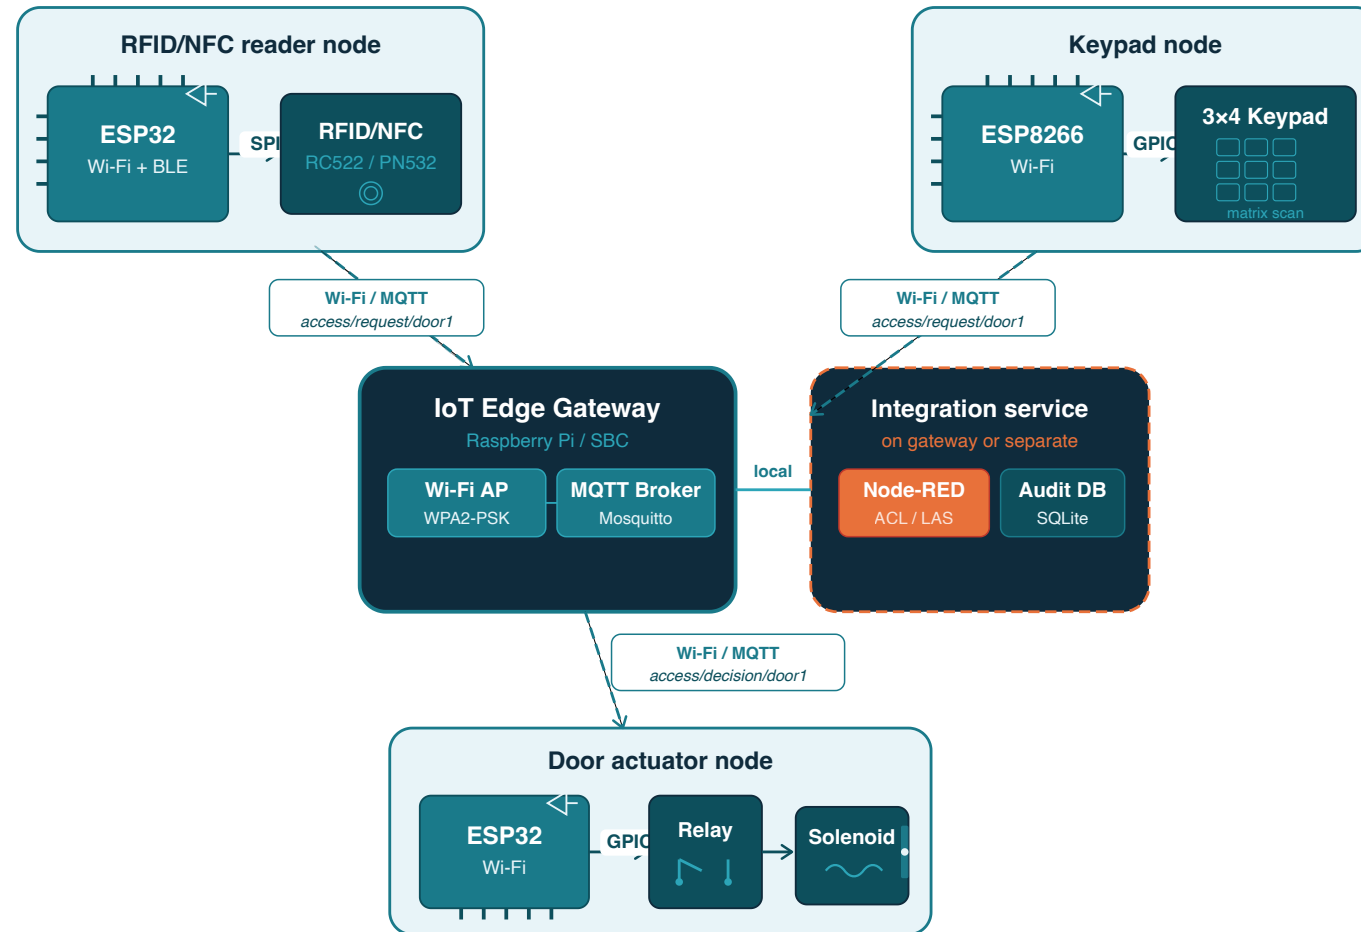 RFID/NFC reader node
ESP32
Wi-Fi + BLE
SPI
RFID/NFC
RC522 / PN532
Keypad node
ESP8266
Wi-Fi
GPIO
3×4 Keypad
matrix scan
Wi-Fi / MQTT
access/request/door1
Wi-Fi / MQTT
access/request/door1
IoT Edge Gateway
Raspberry Pi / SBC
Wi-Fi AP
WPA2-PSK
MQTT Broker
Mosquitto
local
Integration service
on gateway or separate
Node-RED
ACL / LAS
Audit DB
SQLite
Wi-Fi / MQTT
access/decision/door1
Door actuator node
ESP32
Wi-Fi
GPIO
Relay
Solenoid